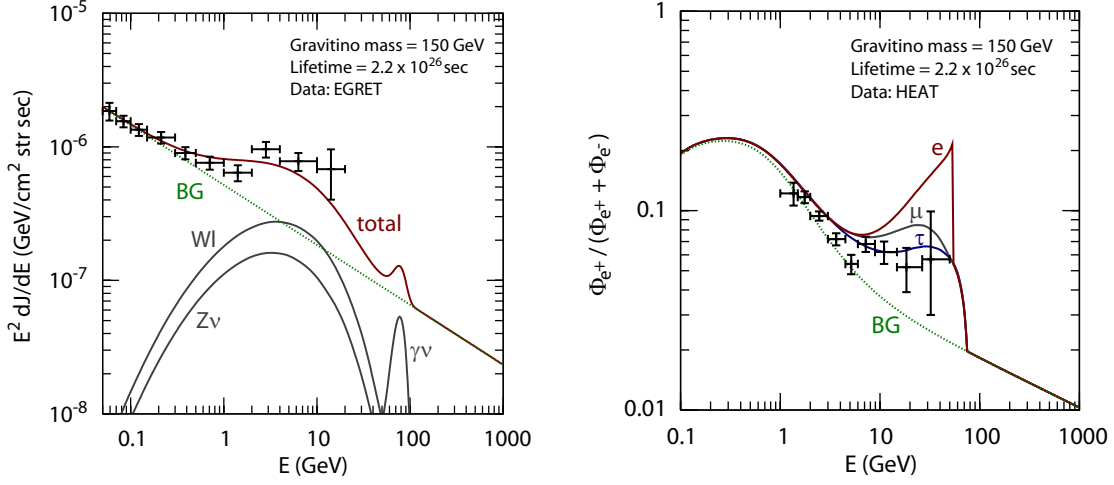 10⁻⁵
10⁻⁶
10⁻⁷
10⁻⁸
E² dJ/dE (GeV/cm² str sec)
Gravitino mass = 150 GeV
Lifetime = 2.2 x 10²⁶ sec
Data: EGRET
BG
total
Wl
Zν
γν
0.1 1 10 100 1000
E (GeV)
1
0.1
0.01
Φe+ / (Φe+ + Φe-)
Gravitino mass = 150 GeV
Lifetime = 2.2 x 10²⁶ sec
Data: HEAT
e
μ
τ
BG
0.1 1 10 100 1000
E (GeV)